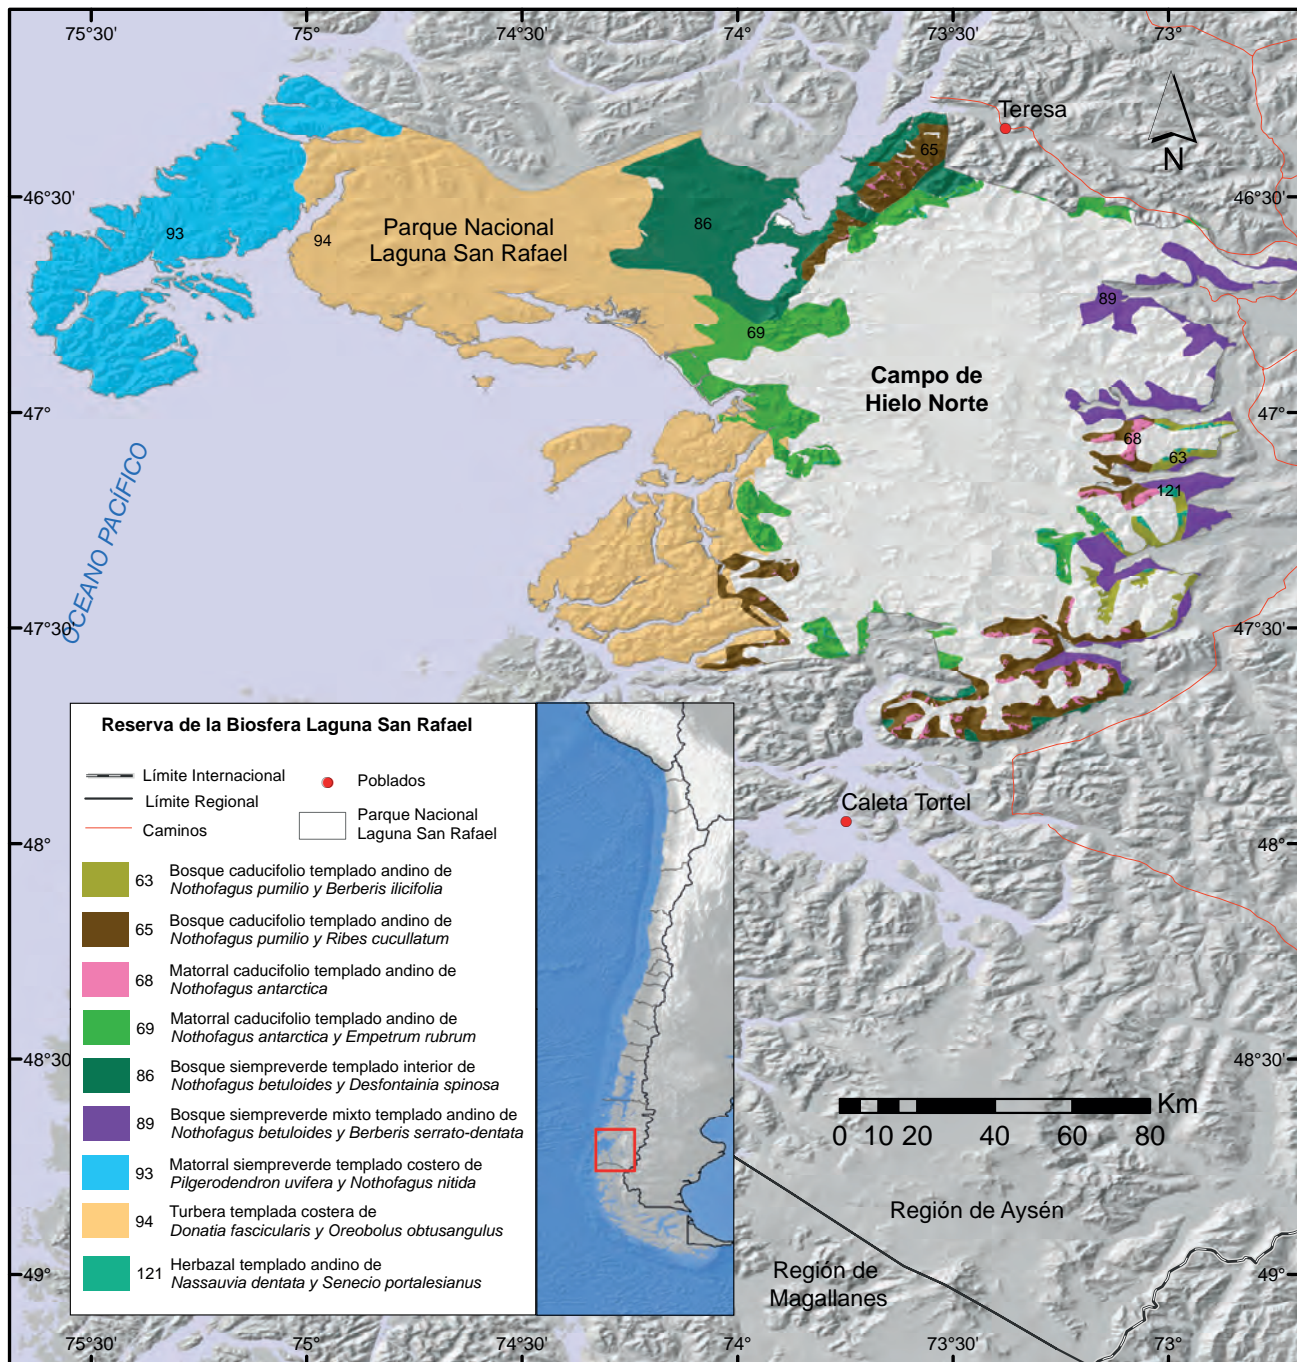 75°30'
75°
74°30'
74°
73°30'
73°
Teresa
N
65
46°30'
46°30'
93
94
Parque Nacional
Laguna San Rafael
86
89
69
Campo de
Hielo Norte
47°
47°
68
63
121
OCEANO PACÍFICO
47°30'
47°30'
Reserva de la Biosfera Laguna San Rafael
Límite Internacional
Límite Regional
Caminos
Poblados
Parque Nacional
Laguna San Rafael
63 Bosque caducifolio templado andino de
Nothofagus pumilio y Berberis ilicifolia
65 Bosque caducifolio templado andino de
Nothofagus pumilio y Ribes cucullatum
68 Matorral caducifolio templado andino de
Nothofagus antarctica
69 Matorral caducifolio templado andino de
Nothofagus antarctica y Empetrum rubrum
86 Bosque siempreverde templado interior de
Nothofagus betuloides y Desfontainia spinosa
89 Bosque siempreverde mixto templado andino de
Nothofagus betuloides y Berberis serrato-dentata
93 Matorral siempreverde templado costero de
Pilgerodendron uvifera y Nothofagus nitida
94 Turbera templada costera de
Donatia fascicularis y Oreobolus obtusangulus
121 Herbazal templado andino de
Nassauvia dentata y Senecio portalesianus
Caleta Tortel
48°
48°
48°30'
48°30'
Km
0 10 20 40 60 80
Región de Aysén
Región de
Magallanes
49°
49°
75°30'
75°
74°30'
74°
73°30'
73°